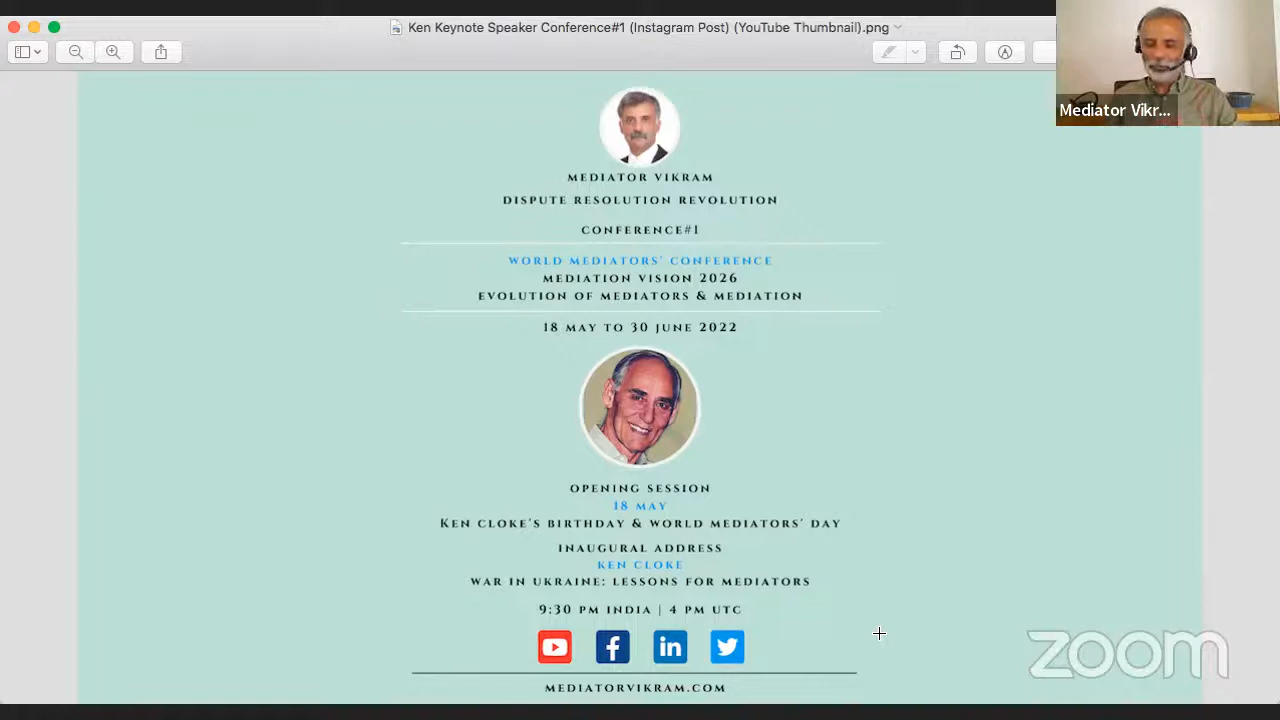 Ken Keynote Speaker Conference#1 (Instagram Post) (YouTube Thumbnail).png
Mediator Vikr...
MEDIATOR VIKRAM
DISPUTE RESOLUTION REVOLUTION
CONFERENCE#1
WORLD MEDIATORS' CONFERENCE
MEDIATION VISION 2026
EVOLUTION OF MEDIATORS & MEDIATION
18 MAY TO 30 JUNE 2022
OPENING SESSION
18 MAY
KEN CLOKE'S BIRTHDAY & WORLD MEDIATORS' DAY
INAUGURAL ADDRESS
KEN CLOKE
WAR IN UKRAINE: LESSONS FOR MEDIATORS
9:30 PM INDIA | 4 PM UTC
f
in
zoom
MEDIATORVIKRAM.COM